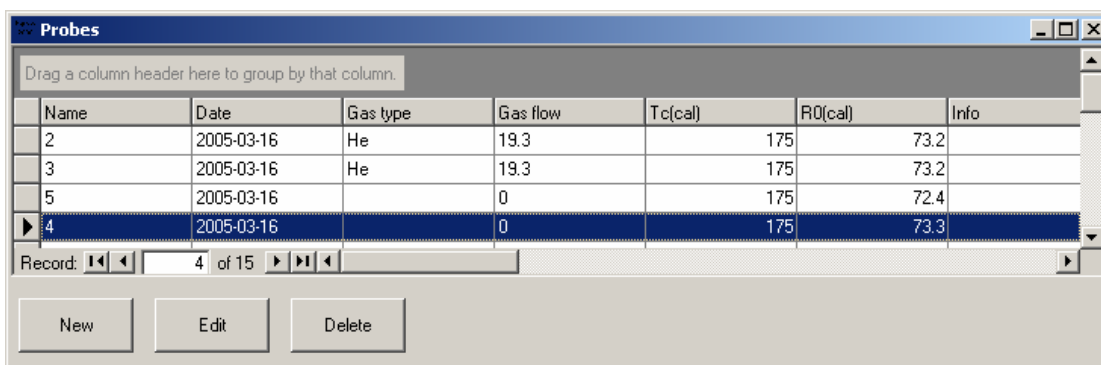 Probes
Drag a column header here to group by that column.
Name Date Gas type Gas flow Tc(cal) R0(cal) Info
2 2005-03-16 He 19.3 175 73.2
3 2005-03-16 He 19.3 175 73.2
5 2005-03-16 0 175 72.4
4 2005-03-16 0 175 73.3
Record: 4 of 15
New Edit Delete